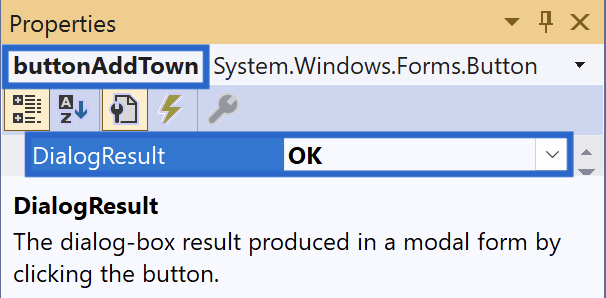 Properties
buttonAddTown System.Windows.Forms.Button
A
Z
DialogResult OK
DialogResult
The dialog-box result produced in a modal form by
clicking the button.